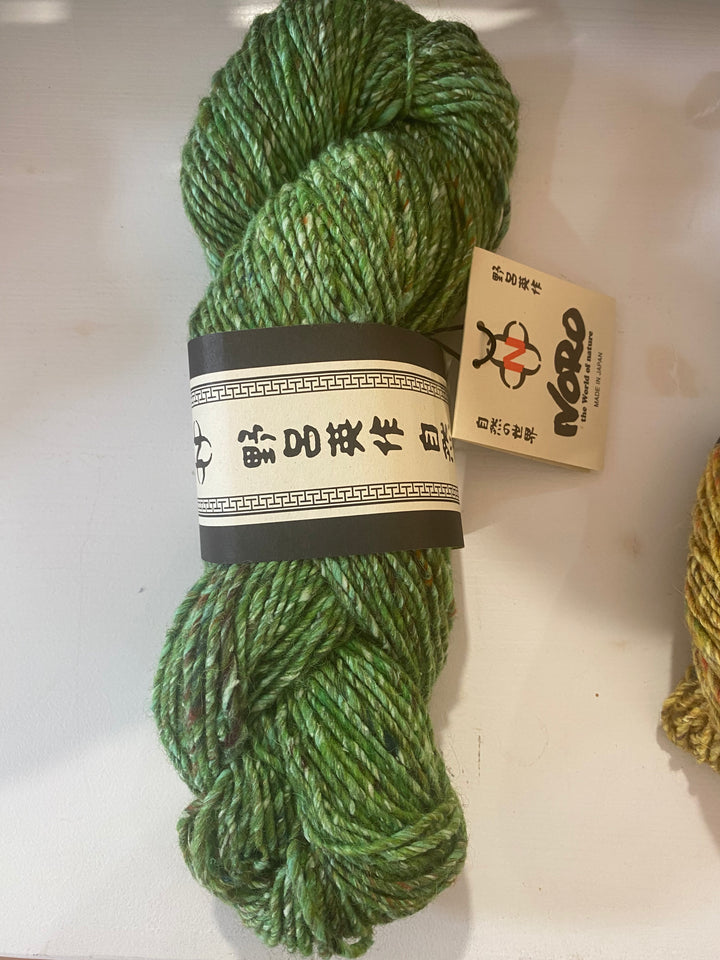 野呂英作 自然
野呂英作
N
NORO
the World of nature
MADE IN JAPAN
自然の世界